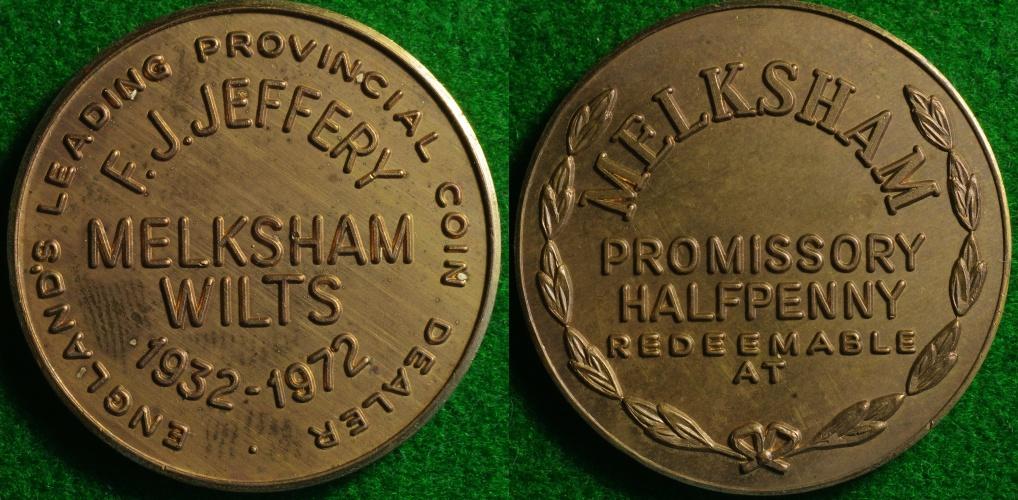 ENGLAND'S LEADING PROVINCIAL COIN DEALER
F. J. JEFFERY
MELKSHAM
WILTS
1932-1972
MELKSHAM
PROMISSORY
HALFPENNY
REDEEMABLE
AT